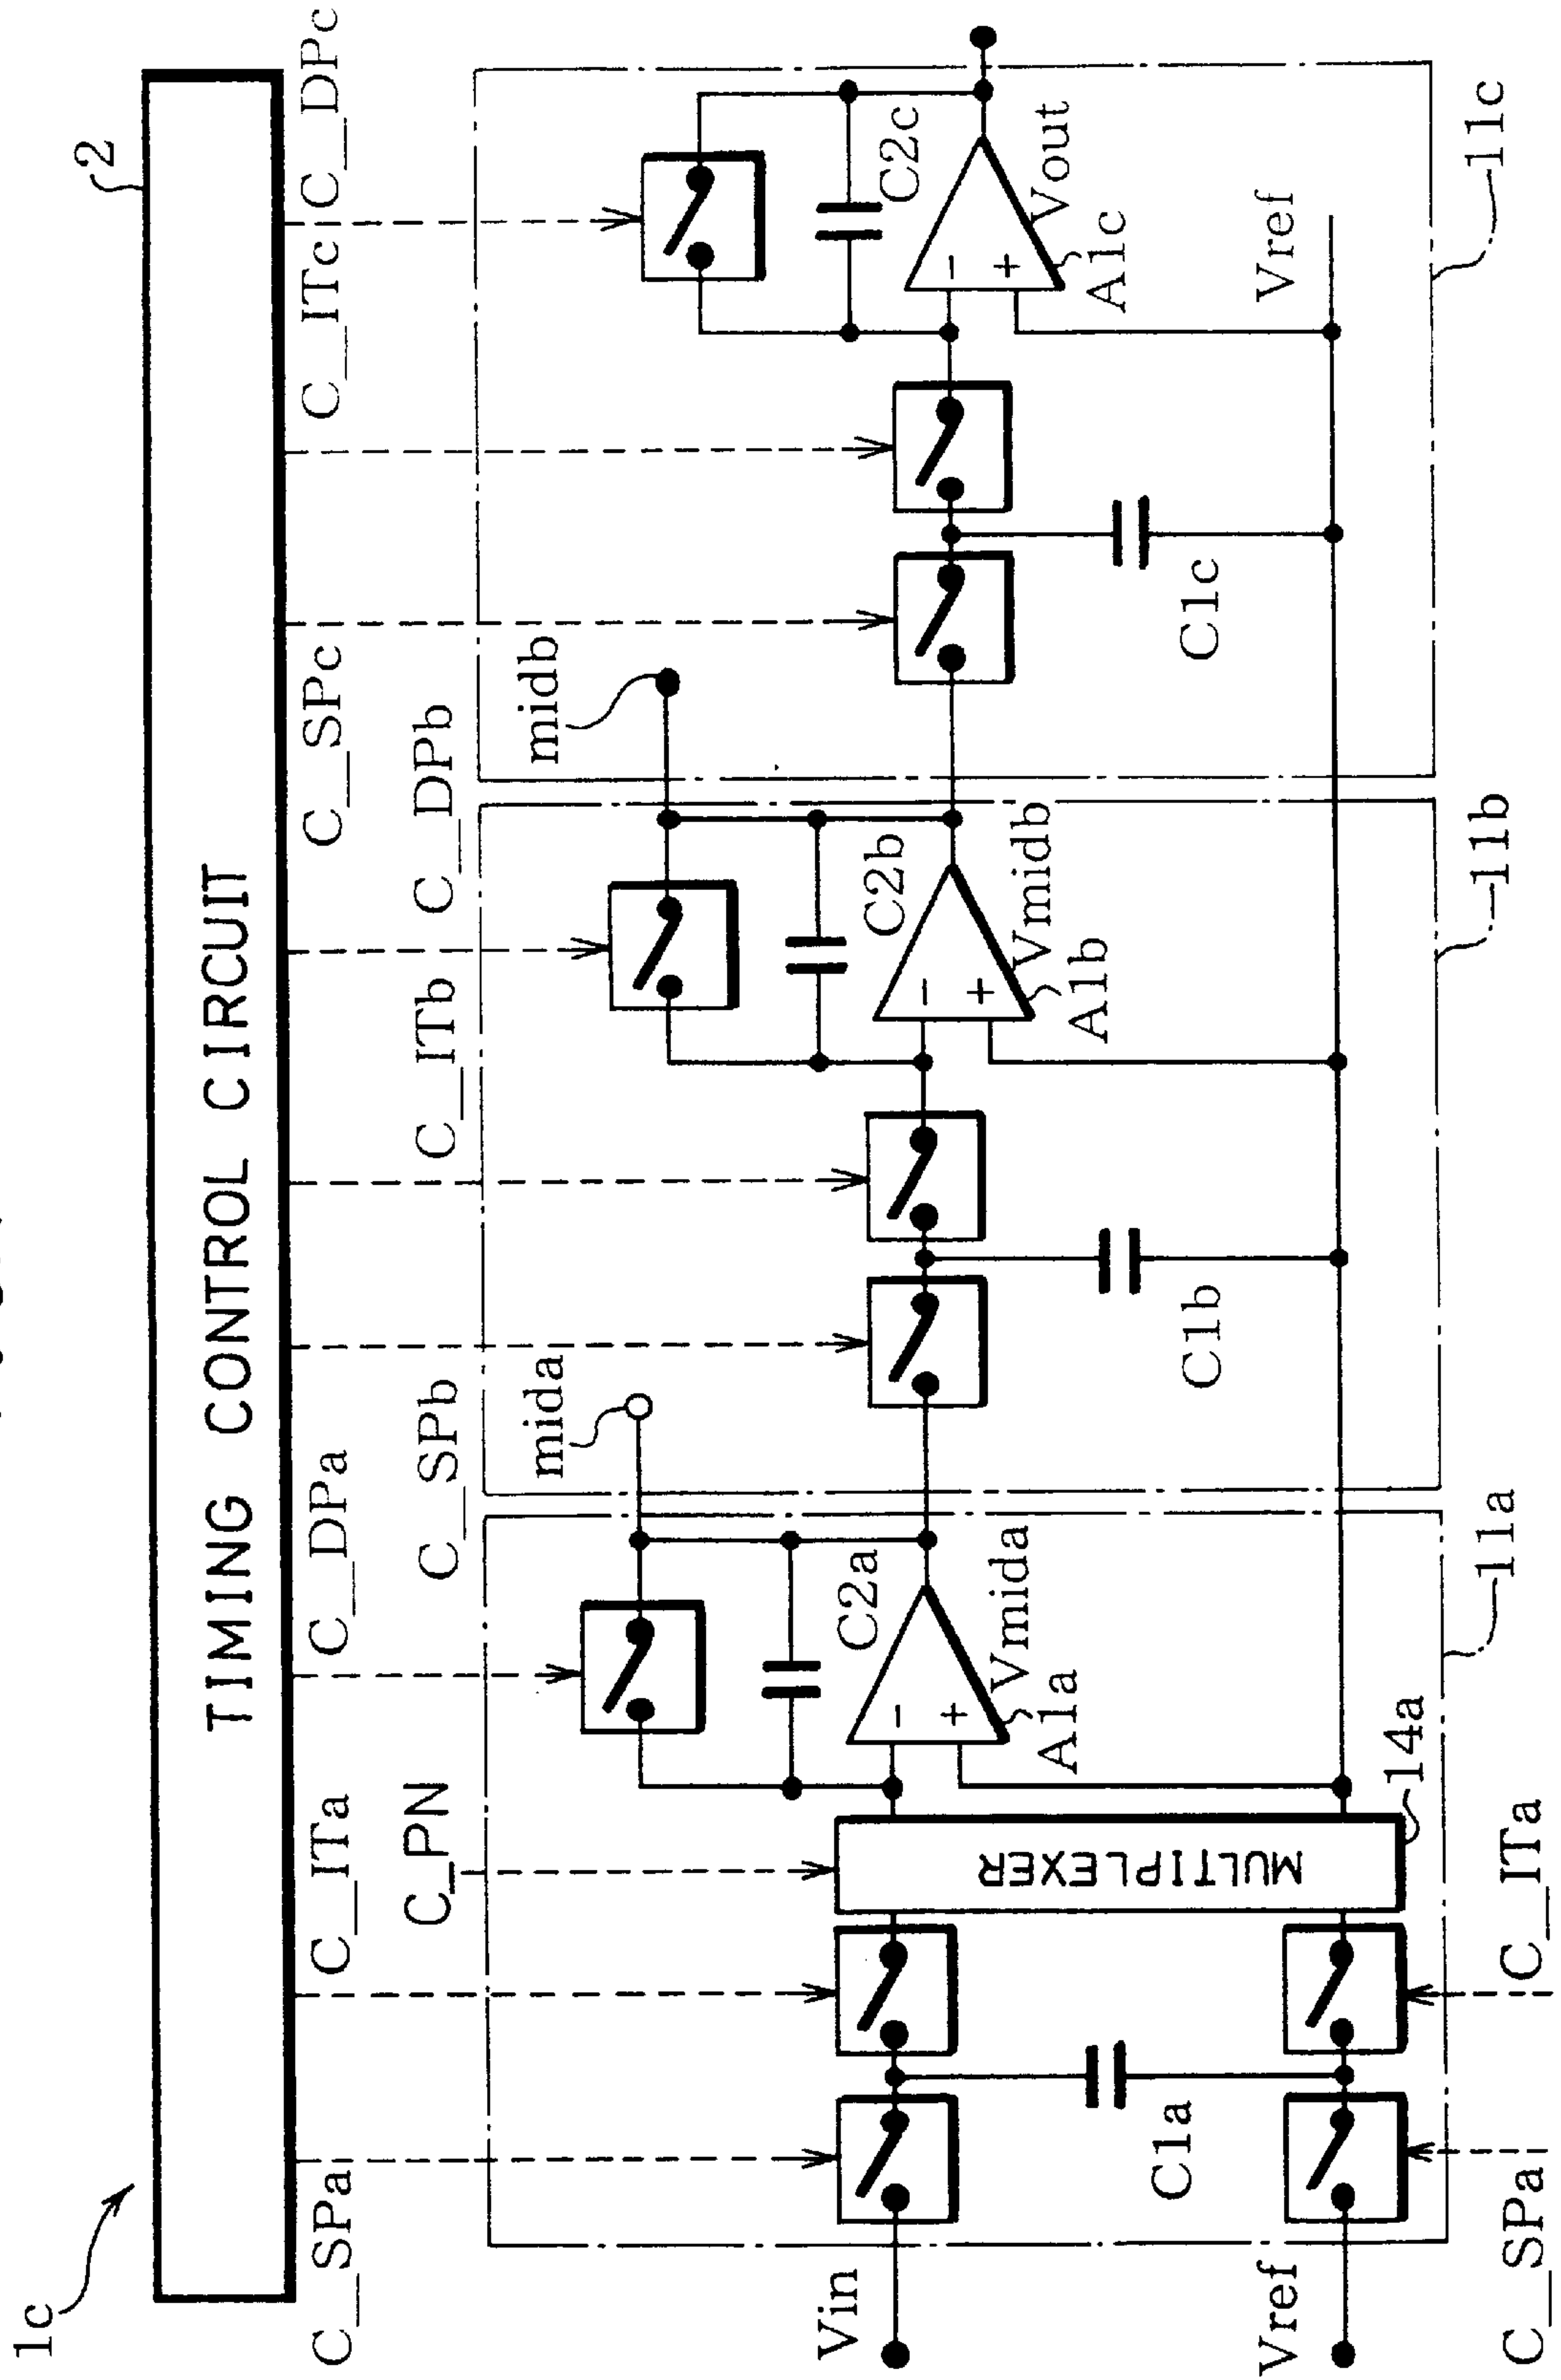 1c
2
TIMING CONTROL CIRCUIT
C_SPa
C_ITa
C_DPa
C_SPb
C_ITb
C_DPb
C_SPc
C_ITc
C_DPc
C_PN
mida
midb
Vin
Vref
C1a
MULTIPLEXER
14a
C2a
-
+
Vmida
A1a
C1b
C2b
-
+
Vmidb
A1b
C1c
C2c
-
+
Vout
A1c
Vref
C_SPa
C_ITa
11a
11b
11c